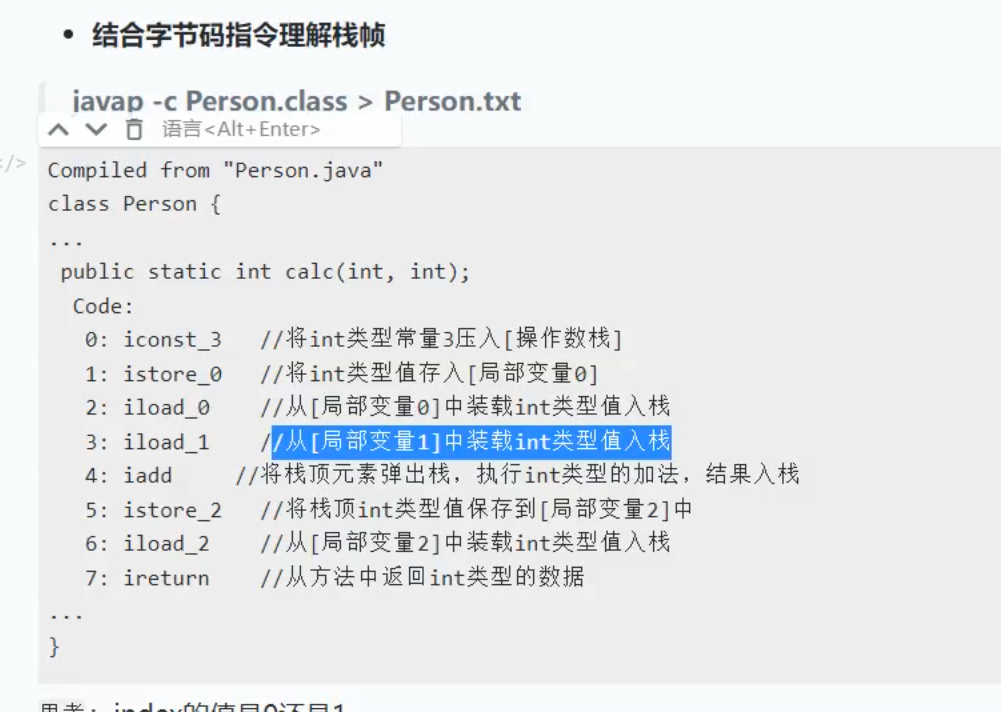 • 结合字节码指令理解栈帧
javap -c Person.class > Person.txt
语言<Alt+Enter>
</>
Compiled from "Person.java"
class Person {
...
public static int calc(int, int);
Code:
0: iconst_3 //将int类型常量3压入[操作数栈]
1: istore_0 //将int类型值存入[局部变量0]
2: iload_0 //从[局部变量0]中装载int类型值入栈
3: iload_1 //从[局部变量1]中装载int类型值入栈
4: iadd //将栈顶元素弹出栈，执行int类型的加法，结果入栈
5: istore_2 //将栈顶int类型值保存到[局部变量2]中
6: iload_2 //从[局部变量2]中装载int类型值入栈
7: ireturn //从方法中返回int类型的数据
...
}
思考：index的值是0还是1